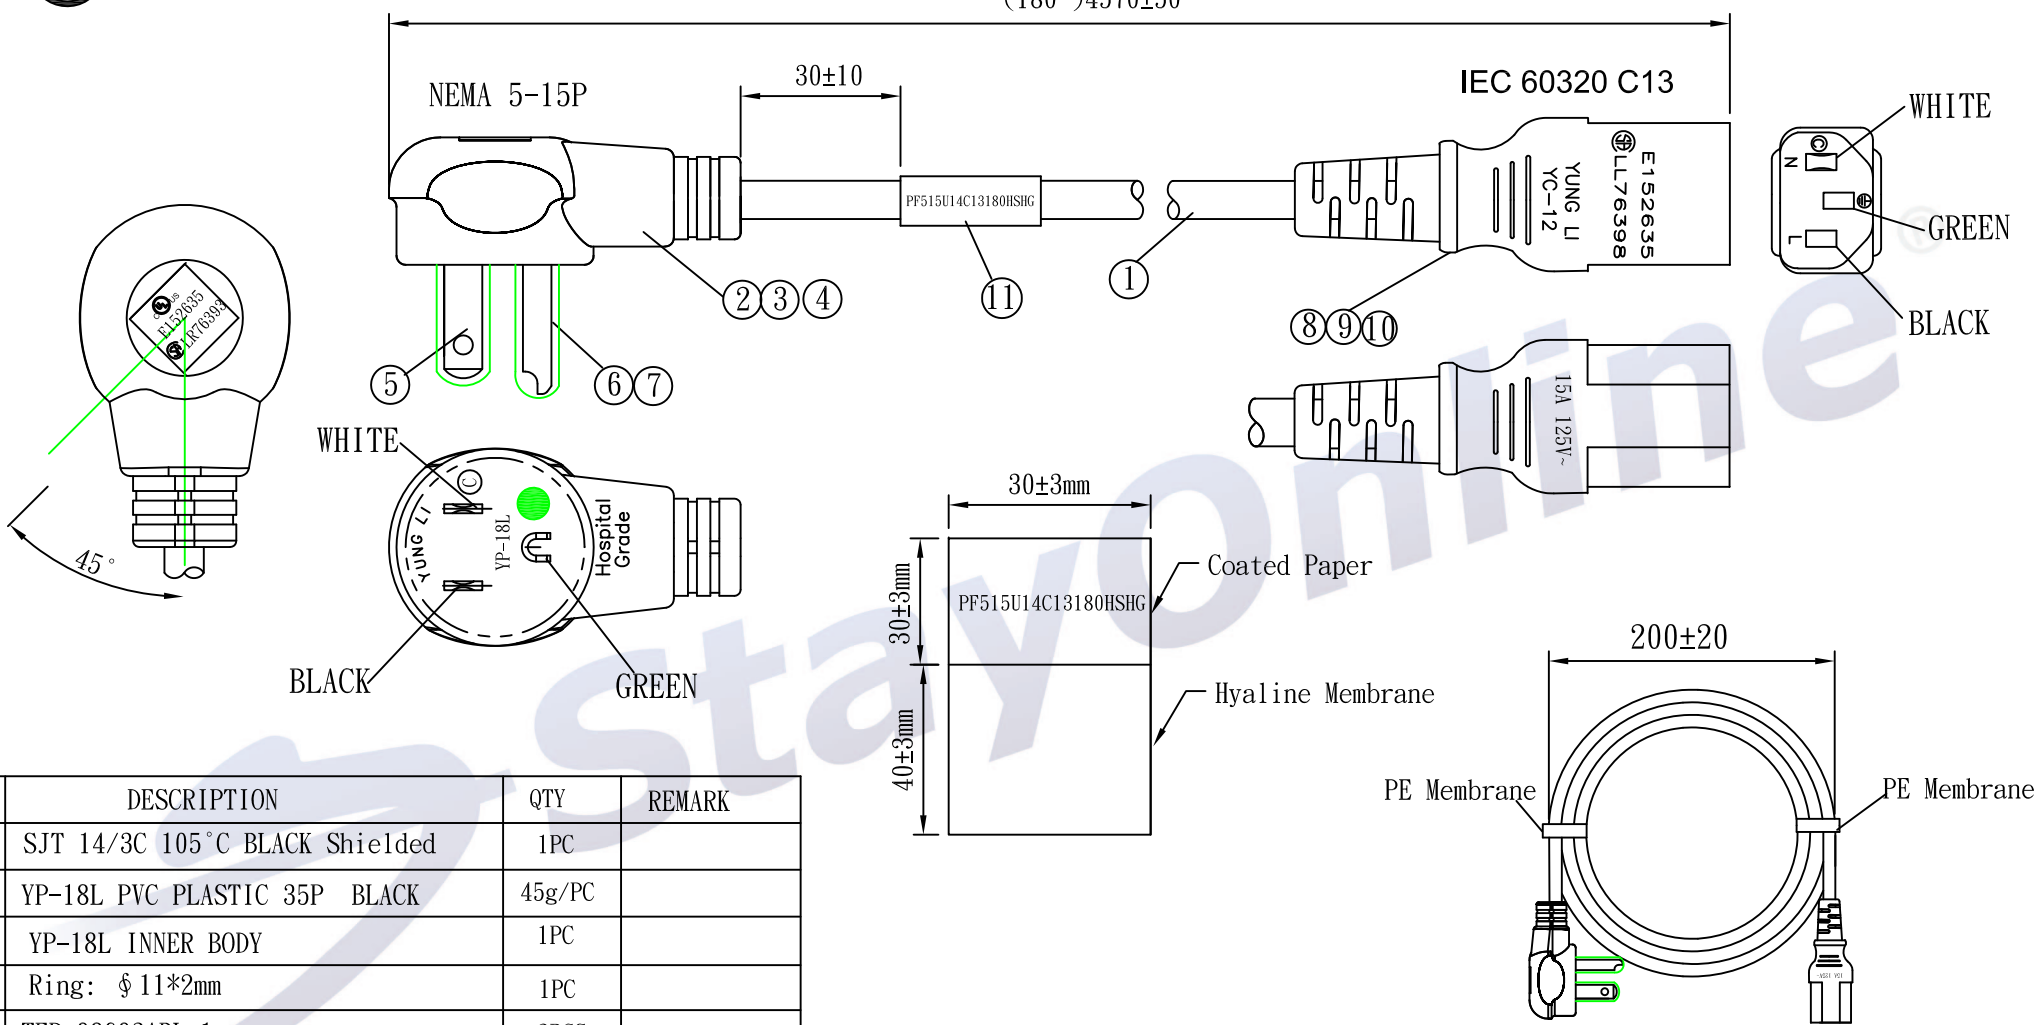 NEMA 5-15P
30±10
IEC 60320 C13
PF515U14C13180HSHG
YUNG LI
YC-12
E152635
LL76398
C
N
L
WHITE
GREEN
BLACK
®
1
2 3 4
5
6 7
8 9 10
11
C UL US
E152635
LR76393
45°
15A 125V~
WHITE
C
YUNG LI
YP-18L
Hospital
Grade
BLACK
GREEN
30±3mm
30±3mm
PF515U14C13180HSHG
Coated Paper
40±3mm
Hyaline Membrane
200±20
PE Membrane
PE Membrane
StayOnline
DESCRIPTION QTY REMARK
SJT 14/3C 105°C BLACK Shielded 1PC
YP-18L PVC PLASTIC 35P BLACK 45g/PC
YP-18L INNER BODY 1PC
Ring: ∮11*2mm 1PC